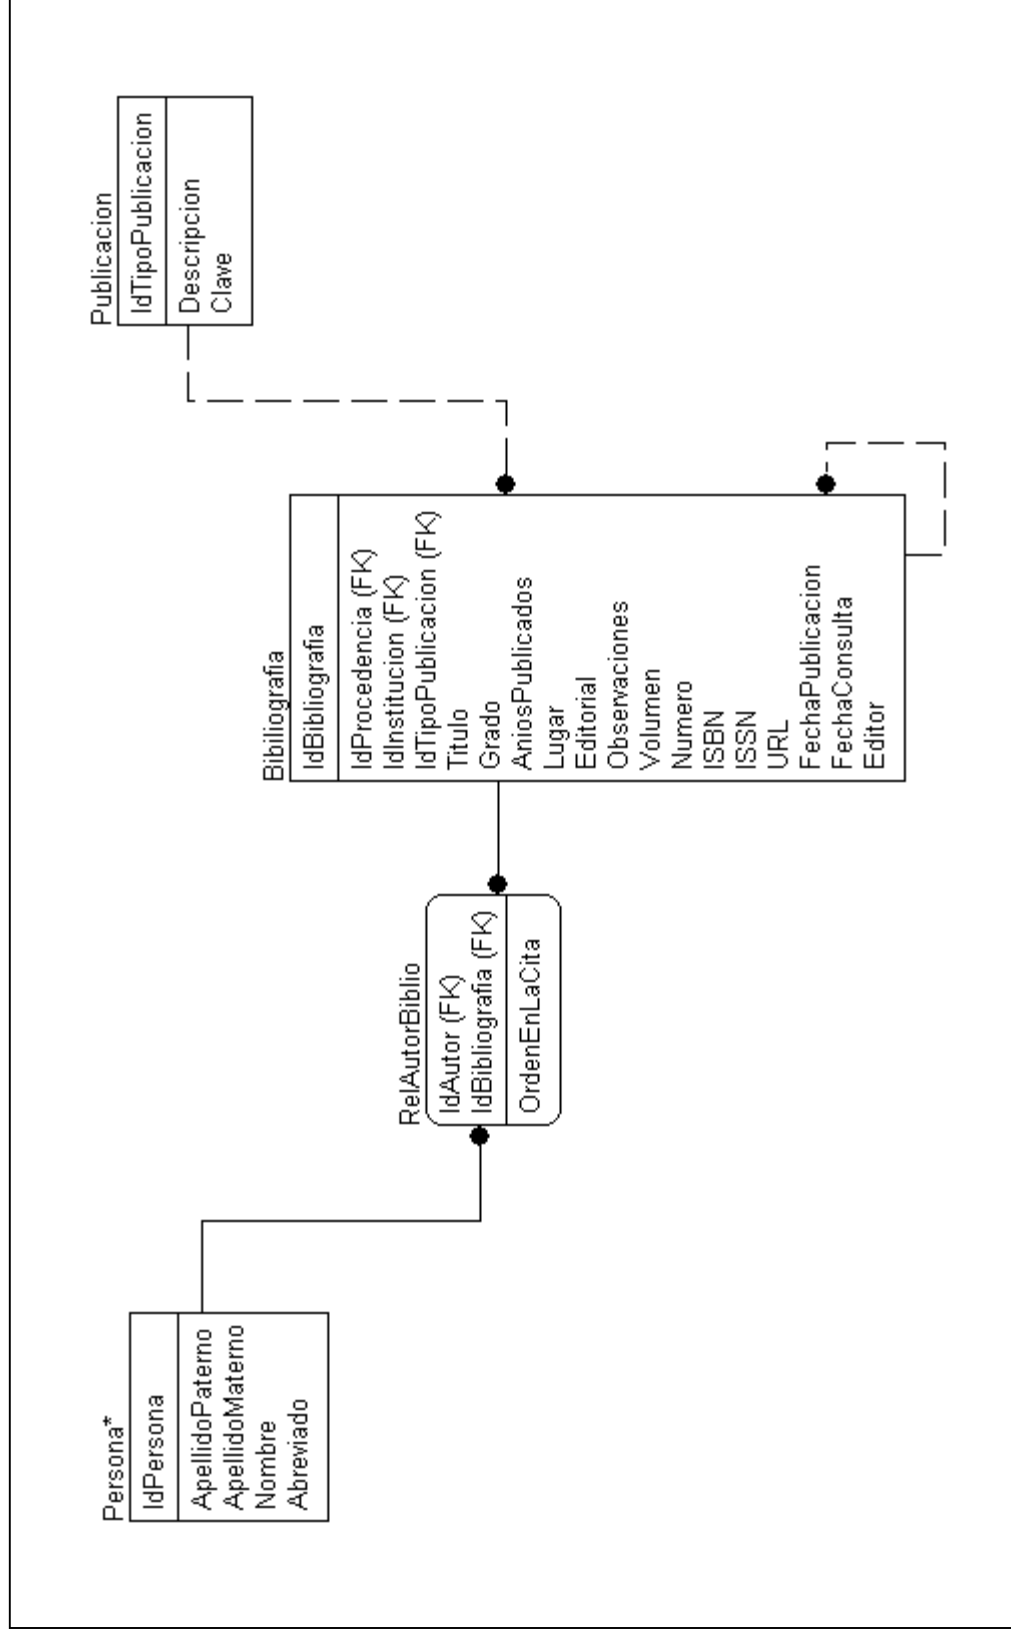 Persona*
IdPersona
ApellidoPaterno
ApellidoMaterno
Nombre
Abreviado
RelAutorBiblio
IdAutor (FK)
IdBibliografia (FK)
OrdenEnLaCita
Bibiliografia
IdBibliografia
IdProcedencia (FK)
IdInstitucion (FK)
IdTipoPublicacion (FK)
Titulo
Grado
AniosPublicados
Lugar
Editorial
Observaciones
Volumen
Numero
ISBN
ISSN
URL
FechaPublicacion
FechaConsulta
Editor
Publicacion
IdTipoPublicacion
Descripcion
Clave